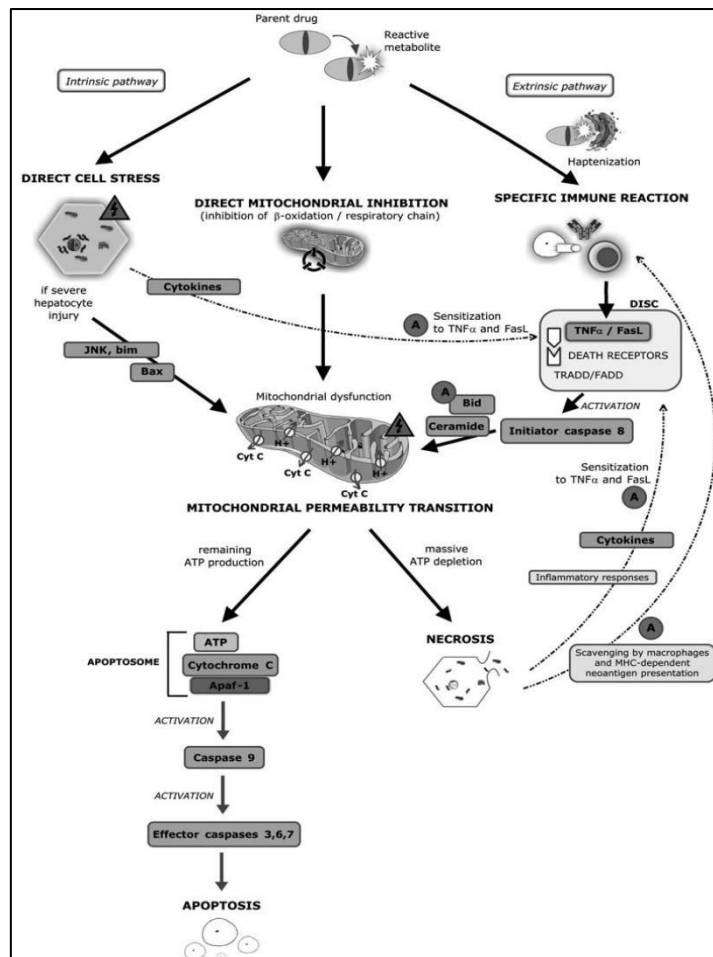 Parent drug
Reactive
metabolite
Intrinsic pathway
Extrinsic pathway
Haptenization
DIRECT CELL STRESS
DIRECT MITOCHONDRIAL INHIBITION
(inhibition of β-oxidation / respiratory chain)
SPECIFIC IMMUNE REACTION
if severe
hepatocyte
injury
Cytokines
A
Sensitization
to TNFα and FasL
DISC
TNFα / FasL
DEATH RECEPTORS
TRADD/FADD
JNK, bim
Bax
Mitochondrial dysfunction
A
Bid
Ceramide
ACTIVATION
Initiator caspase 8
Cyt C
H+
Cyt C
H+
H+
Cyt C
Cyt C
MITOCHONDRIAL PERMEABILITY TRANSITION
Sensitization
to TNFα and FasL
A
Cytokines
Inflammatory responses
remaining
ATP production
massive
ATP depletion
A
Scavenging by macrophages
and MHC-dependent
neoantigen presentation
NECROSIS
APOPTOSOME
ATP
Cytochrome C
Apaf-1
ACTIVATION
Caspase 9
ACTIVATION
Effector caspases 3,6,7
APOPTOSIS